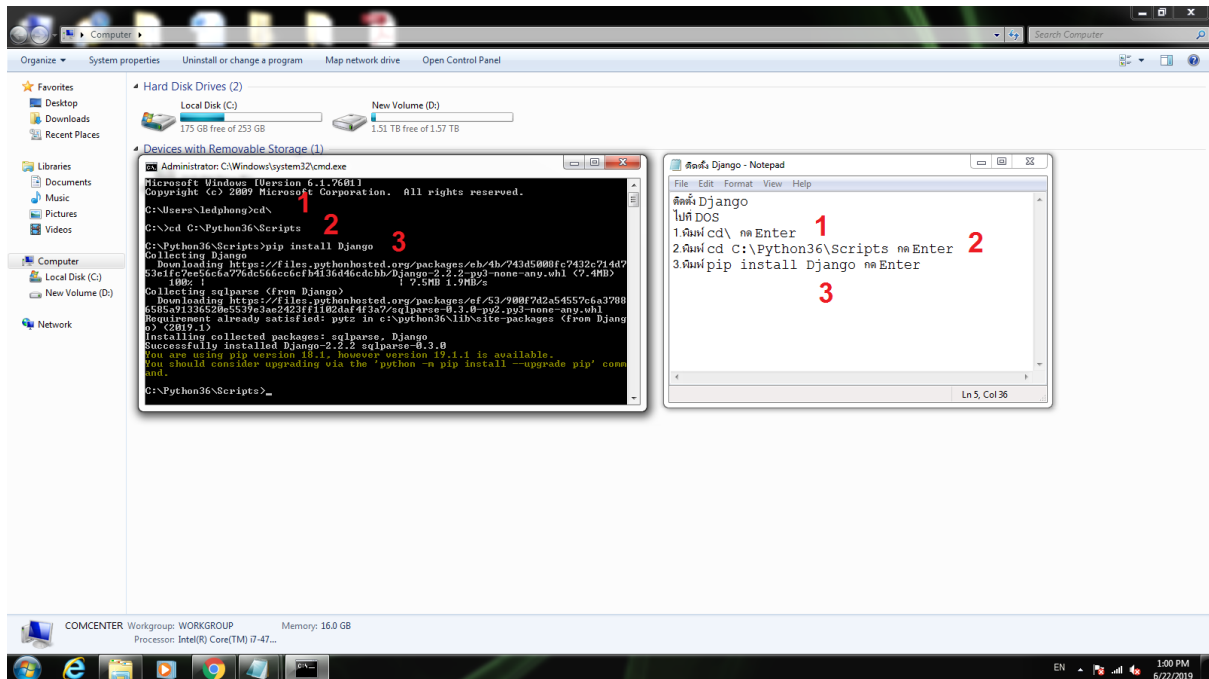 Computer
Search Computer
Organize
System properties
Uninstall or change a program
Map network drive
Open Control Panel
Favorites
Desktop
Downloads
Recent Places
Libraries
Documents
Music
Pictures
Videos
Computer
Local Disk (C:)
New Volume (D:)
Network
Hard Disk Drives (2)
Local Disk (C:)
175 GB free of 253 GB
New Volume (D:)
1.51 TB free of 1.57 TB
Devices with Removable Storage (1)
Administrator: C:\Windows\system32\cmd.exe
Microsoft Windows [Version 6.1.7601]
Copyright (c) 2009 Microsoft Corporation. All rights reserved.
C:\Users\ledphong>cd\
1
C:\>cd C:\Python36\Scripts
2
C:\Python36\Scripts>pip install Django
3
Collecting Django
Downloading https://files.pythonhosted.org/packages/eb/4b/743d5008fc7432c714d7
53e1fc7ee56c6a776dc566cc6cfb4136d46cdcbb/Django-2.2.2-py3-none-any.whl (7.4MB)
100% | | 7.5MB 1.9MB/s
Collecting sqlparse (from Django)
Downloading https://files.pythonhosted.org/packages/ef/53/900f7d2a54557c6a3788
6585a91336520e5539e3ae2423ff1102daf4f3a7/sqlparse-0.3.0-py2.py3-none-any.whl
Requirement already satisfied: pytz in c:\python36\lib\site-packages (from Djang
o) (2019.1)
Installing collected packages: sqlparse, Django
Successfully installed Django-2.2.2 sqlparse-0.3.0
You are using pip version 18.1, however version 19.1.1 is available.
You should consider upgrading via the 'python -m pip install --upgrade pip' comm
and.
C:\Python36\Scripts>_
ติดตั้ง Django - Notepad
File Edit Format View Help
ติดตั้ง Django
ไปที่ DOS
1.พิมพ์ cd\ กด Enter
1
2.พิมพ์ cd C:\Python36\Scripts กด Enter
2
3.พิมพ์ pip install Django กด Enter
3
Ln 5, Col 36
COMCENTER Workgroup: WORKGROUP Memory: 16.0 GB
Processor: Intel(R) Core(TM) i7-47...
EN
1:00 PM
6/22/2019